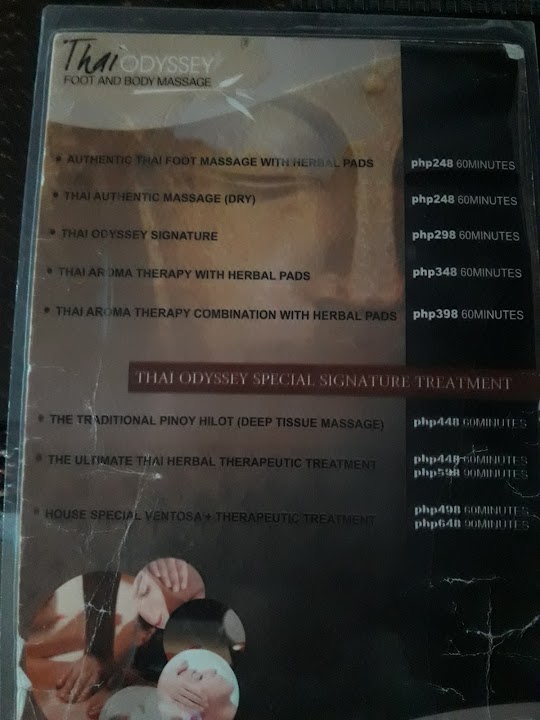 Thai ODYSSEY
FOOT AND BODY MASSAGE
• AUTHENTIC THAI FOOT MASSAGE WITH HERBAL PADS php248 60MINUTES
• THAI AUTHENTIC MASSAGE (DRY) php248 60MINUTES
• THAI ODYSSEY SIGNATURE php298 60MINUTES
• THAI AROMA THERAPY WITH HERBAL PADS php348 60MINUTES
• THAI AROMA THERAPY COMBINATION WITH HERBAL PADS php398 60MINUTES
THAI ODYSSEY SPECIAL SIGNATURE TREATMENT
• THE TRADITIONAL PINOY HILOT (DEEP TISSUE MASSAGE) php448 60MINUTES
• THE ULTIMATE THAI HERBAL THERAPEUTIC TREATMENT php448 60MINUTES
php598 90MINUTES
• HOUSE SPECIAL VENTOSA + THERAPEUTIC TREATMENT php498 60MINUTES
php648 90MINUTES